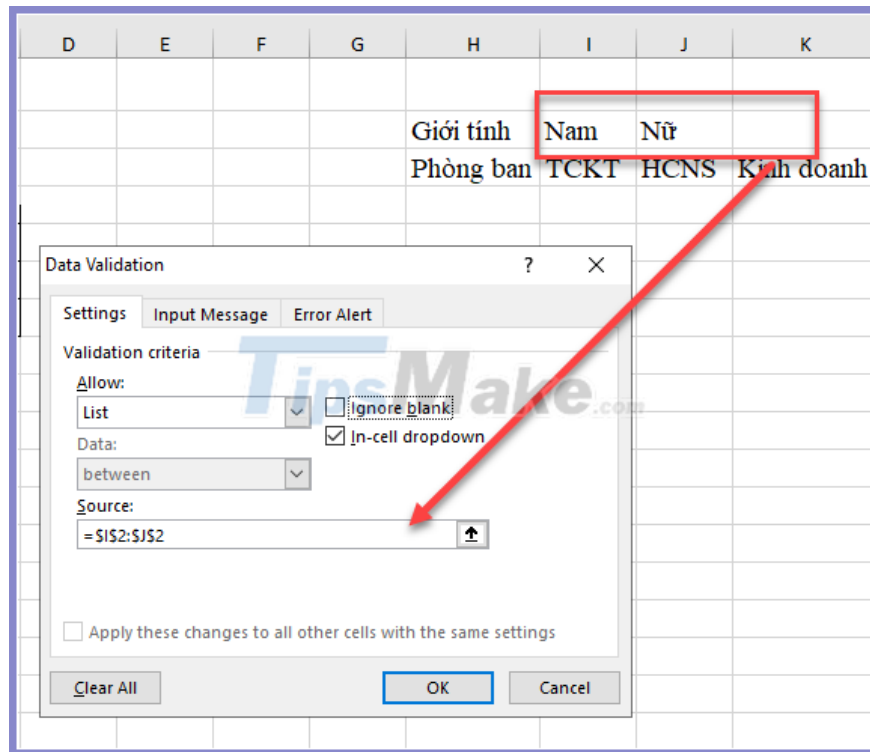 D E F G H I J K
Giới tính Nam Nữ
Phòng ban TCKT HCNS Kinh doanh
Data Validation ? ×
Settings Input Message Error Alert
Validation criteria
Allow:
List Ignore blank
In-cell dropdown
Data:
between
Source:
=$I$2:$J$2
TipsMake.com
Apply these changes to all other cells with the same settings
Clear All OK Cancel